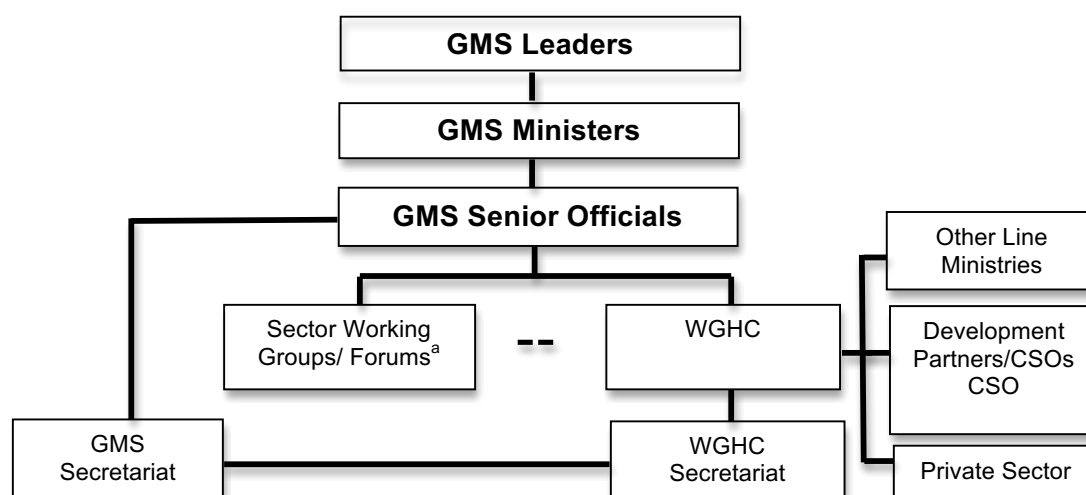 GMS Leaders
GMS Ministers
GMS Senior Officials
Other Line
Ministries
Sector Working
Groups/ Forumsᵃ
--
WGHC
Development
Partners/CSOs
CSO
GMS
Secretariat
WGHC
Secretariat
Private Sector